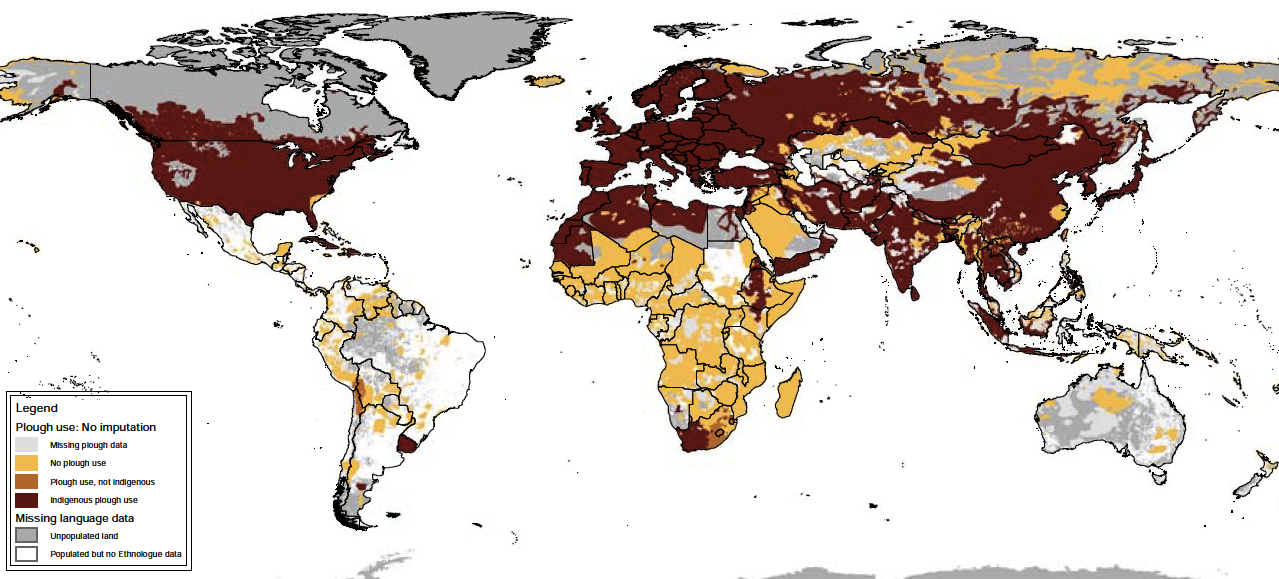 Legend
Plough use: No imputation
Missing plough data
No plough use
Plough use, not indigenous
Indigenous plough use
Missing language data
Unpopulated land
Populated but no Ethnologue data